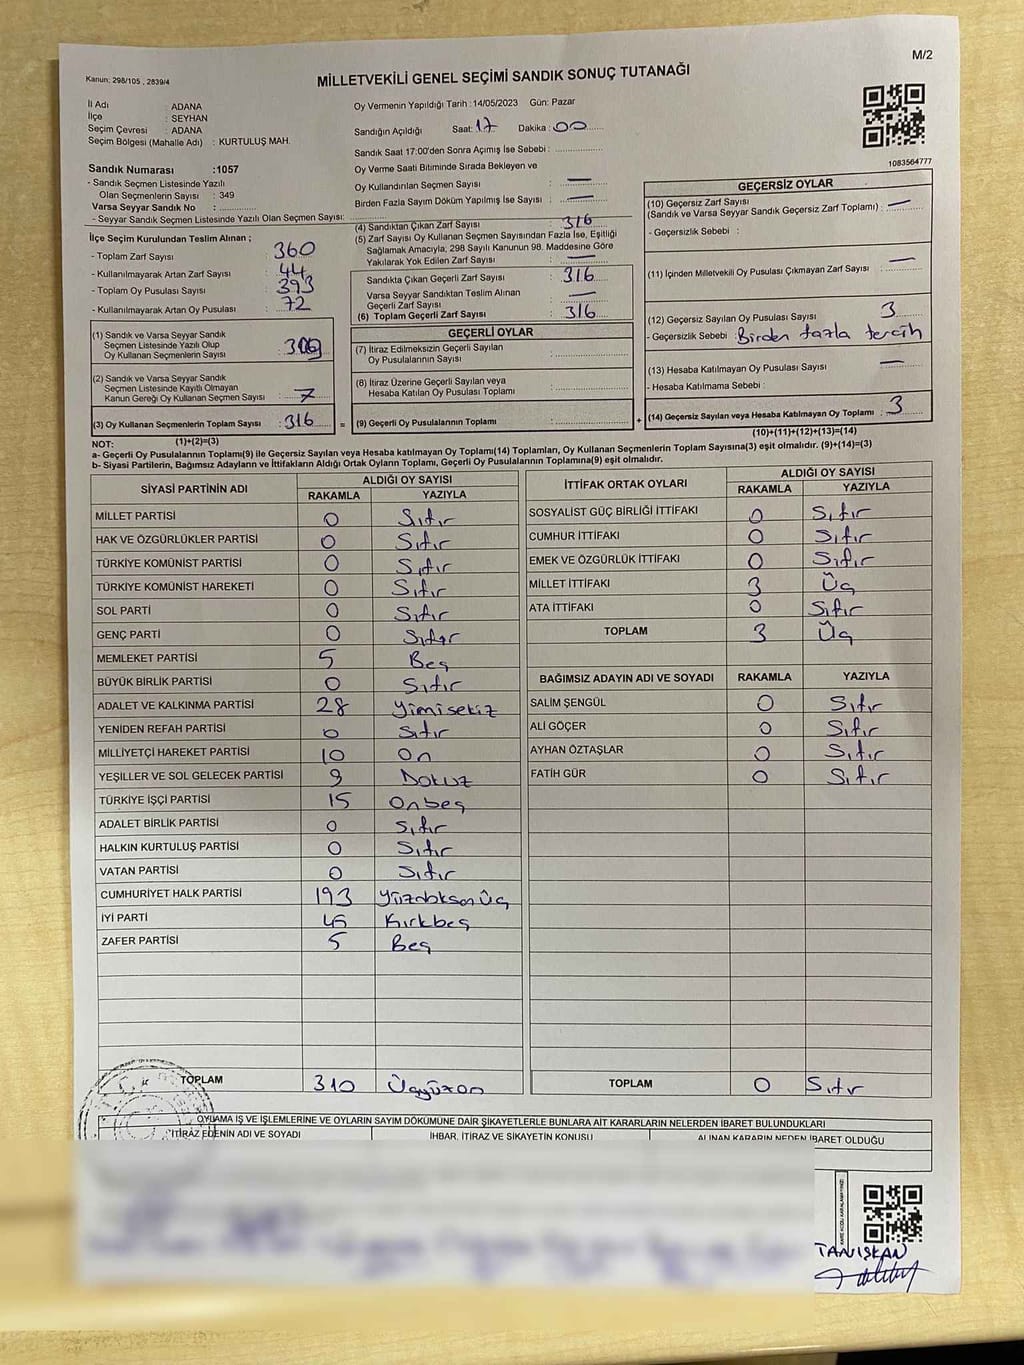 M/2
Kanun: 298/105 , 2839/4
MİLLETVEKİLİ GENEL SEÇİMİ SANDIK SONUÇ TUTANAĞI
İl Adı : ADANA
İlçe : SEYHAN
Seçim Çevresi : ADANA
Seçim Bölgesi (Mahalle Adı) : KURTULUŞ MAH.
Oy Vermenin Yapıldığı Tarih :14/05/2023 Gün: Pazar
Sandığın Açıldığı Saat: 17 Dakika: 00
Sandık Saat 17:00'den Sonra Açmış İse Sebebi :
Oy Verme Saati Bitiminde Sırada Bekleyen ve
Oy Kullandırılan Seçmen Sayısı : —
Birden Fazla Sayım Döküm Yapılmış İse Sayısı : —
1083564777
Sandık Numarası :1057
- Sandık Seçmen Listesinde Yazılı
Olan Seçmenlerin Sayısı : 349
Varsa Seyyar Sandık No :
- Seyyar Sandık Seçmen Listesinde Yazılı Olan Seçmen Sayısı:
İlçe Seçim Kurulundan Teslim Alınan ;
- Toplam Zarf Sayısı : 360
- Kullanılmayarak Artan Zarf Sayısı : 44
- Toplam Oy Pusulası Sayısı : 393
- Kullanılmayarak Artan Oy Pusulası : 72
(1) Sandık ve Varsa Seyyar Sandık
Seçmen Listesinde Yazılı Olup
Oy Kullanan Seçmenlerin Sayısı :
(2) Sandık ve Varsa Seyyar Sandık
Seçmen Listesinde Kayıtlı Olmayan
Kanun Gereği Oy Kullanan Seçmen Sayısı : 7
(3) Oy Kullanan Seçmenlerin Toplam Sayısı : 316
(1)+(2)=(3)
(4) Sandıktan Çıkan Zarf Sayısı : 316
(5) Zarf Sayısı Oy Kullanan Seçmen Sayısından Fazla İse, Eşitliği
Sağlamak Amacıyla; 298 Sayılı Kanunun 98. Maddesine Göre
Yakılarak Yok Edilen Zarf Sayısı : —
Sandıkta Çıkan Geçerli Zarf Sayısı : 316
Varsa Seyyar Sandıktan Teslim Alınan
Geçerli Zarf Sayısı : —
(6) Toplam Geçerli Zarf Sayısı : 316
GEÇERLİ OYLAR
(7) İtiraz Edilmeksizin Geçerli Sayılan
Oy Pusulalarının Sayısı :
(8) İtiraz Üzerine Geçerli Sayılan veya
Hesaba Katılan Oy Pusulası Toplamı :
= (9) Geçerli Oy Pusulalarının Toplamı : +
GEÇERSİZ OYLAR
(10) Geçersiz Zarf Sayısı
(Sandık ve Varsa Seyyar Sandık Geçersiz Zarf Toplamı) : —
- Geçersizlik Sebebi :
(11) İçinden Milletvekili Oy Pusulası Çıkmayan Zarf Sayısı : —
(12) Geçersiz Sayılan Oy Pusulası Sayısı : 3
- Geçersizlik Sebebi : Birden fazla tercih
(13) Hesaba Katılmayan Oy Pusulası Sayısı : —
- Hesaba Katılmama Sebebi :
(14) Geçersiz Sayılan veya Hesaba Katılmayan Oy Toplamı : 3
(10)+(11)+(12)+(13)=(14)
NOT:
a- Geçerli Oy Pusulalarının Toplamı(9) ile Geçersiz Sayılan veya Hesaba katılmayan Oy Toplamı(14) Toplamları, Oy Kullanan Seçmenlerin Toplam Sayısına(3) eşit olmalıdır. (9)+(14)=(3)
b- Siyasi Partilerin, Bağımsız Adayların ve İttifakların Aldığı Ortak Oyların Toplamı, Geçerli Oy Pusulalarının Toplamına(9) eşit olmalıdır.
SİYASİ PARTİNİN ADI ALDIĞI OY SAYISI
RAKAMLA YAZIYLA
MİLLET PARTİSİ 0 Sıfır
HAK VE ÖZGÜRLÜKLER PARTİSİ 0 Sıfır
TÜRKİYE KOMÜNİST PARTİSİ 0 Sıfır
TÜRKİYE KOMÜNİST HAREKETİ 0 Sıfır
SOL PARTİ 0 Sıfır
GENÇ PARTİ 0 Sıfır
MEMLEKET PARTİSİ 5 Beş
BÜYÜK BİRLİK PARTİSİ 0 Sıfır
ADALET VE KALKINMA PARTİSİ 28 Yimisekiz
YENİDEN REFAH PARTİSİ 0 Sıfır
MİLLİYETÇİ HAREKET PARTİSİ 10 On
YEŞİLLER VE SOL GELECEK PARTİSİ 9 Dokuz
TÜRKİYE İŞÇİ PARTİSİ 15 Onbeş
ADALET BİRLİK PARTİSİ 0 Sıfır
HALKIN KURTULUŞ PARTİSİ 0 Sıfır
VATAN PARTİSİ 0 Sıfır
CUMHURİYET HALK PARTİSİ 193 Yüzdoksan Üç
İYİ PARTİ 45 Kırkbeş
ZAFER PARTİSİ 5 Beş
TOPLAM 310 Üçyüzon
İTTİFAK ORTAK OYLARI ALDIĞI OY SAYISI
RAKAMLA YAZIYLA
SOSYALİST GÜÇ BİRLİĞİ İTTİFAKI 0 Sıfır
CUMHUR İTTİFAKI 0 Sıfır
EMEK VE ÖZGÜRLÜK İTTİFAKI 0 Sıfır
MİLLET İTTİFAKI 3 Üç
ATA İTTİFAKI 0 Sıfır
TOPLAM 3 Üç
BAĞIMSIZ ADAYIN ADI VE SOYADI RAKAMLA YAZIYLA
SALİM ŞENGÜL 0 Sıfır
ALİ GÖÇER 0 Sıfır
AYHAN ÖZTAŞLAR 0 Sıfır
FATİH GÜR 0 Sıfır
TOPLAM 0 Sıfır
OYLAMA İŞ VE İŞLEMLERİNE VE OYLARIN SAYIM DÖKÜMÜNE DAİR ŞİKAYETLERLE BUNLARA AİT KARARLARIN NELERDEN İBARET BULUNDUKLARI
İTİRAZ EDENİN ADI VE SOYADI İHBAR, İTİRAZ VE ŞİKAYETİN KONUSU ALINAN KARARIN NEDEN İBARET OLDUĞU
TANIŞKAN